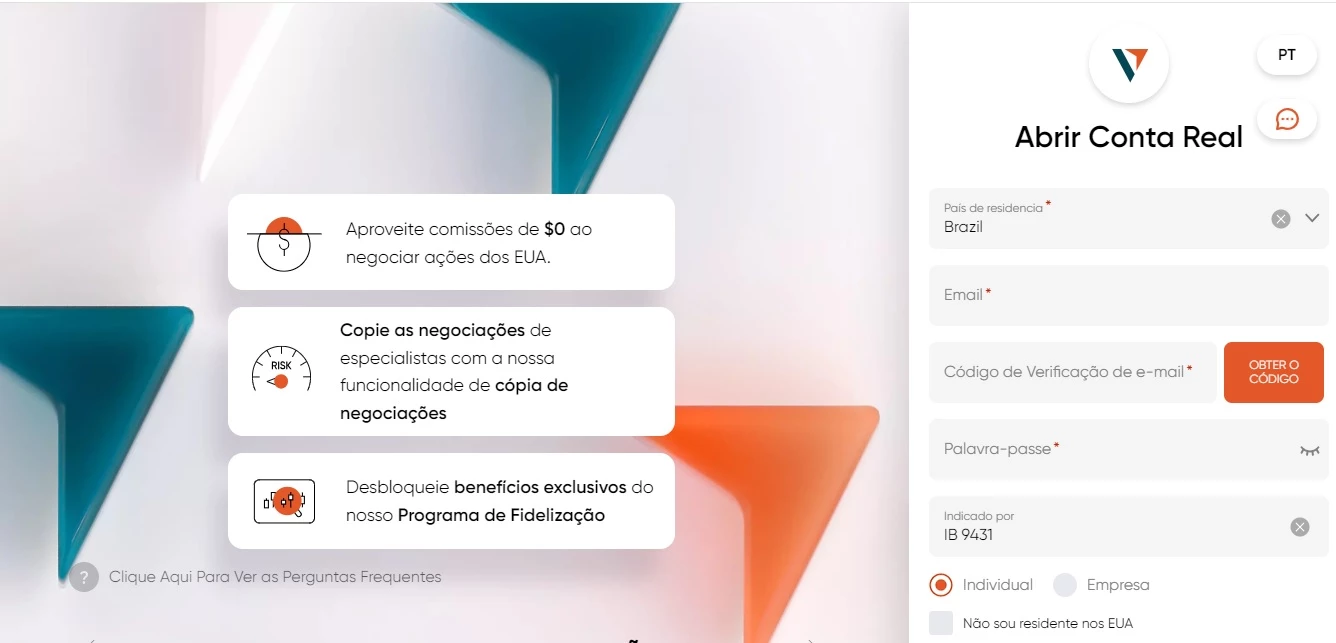 Aproveite comissões de $0 ao
negociar ações dos EUA.
RISK
Copie as negociações de
especialistas com a nossa
funcionalidade de cópia de
negociações
Desbloqueie benefícios exclusivos do
nosso Programa de Fidelização
? Clique Aqui Para Ver as Perguntas Frequentes
PT
Abrir Conta Real
País de residencia *
Brazil
Email *
Código de Verificação de e-mail *
OBTER O
CÓDIGO
Palavra-passe *
Indicado por
IB 9431
Individual Empresa
Não sou residente nos EUA